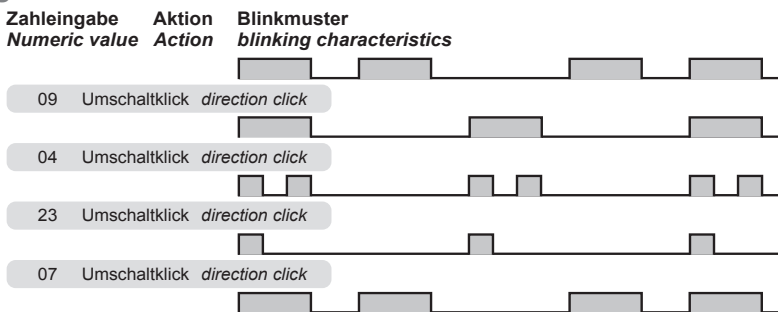 Zahleingabe Aktion Blinkmuster
Numeric value Action blinking characteristics
09 Umschaltklick direction click
04 Umschaltklick direction click
23 Umschaltklick direction click
07 Umschaltklick direction click